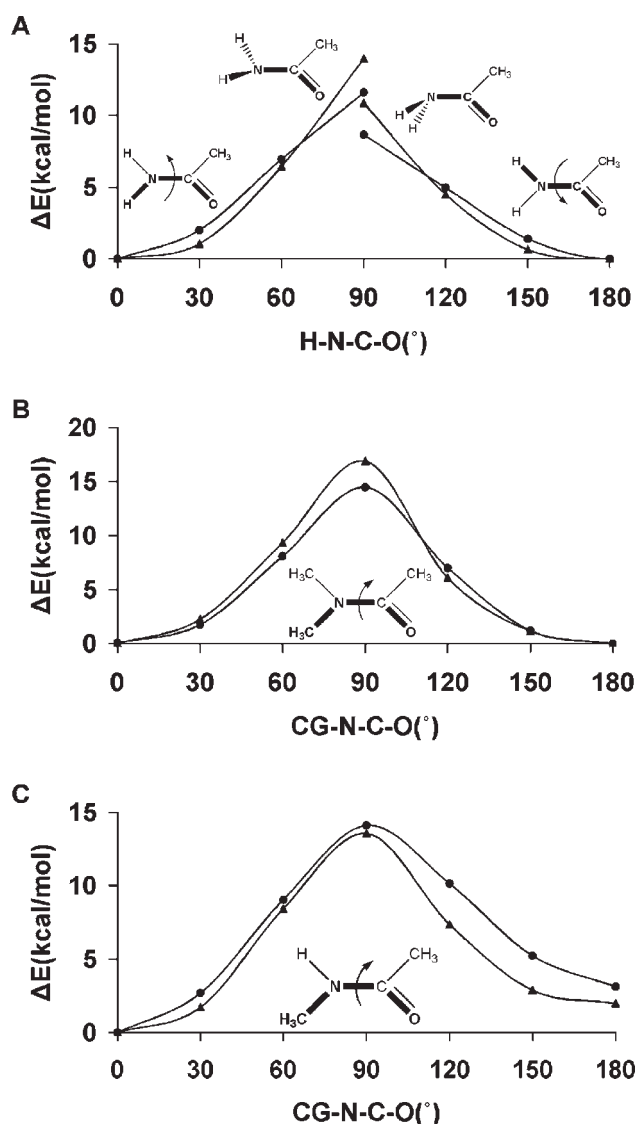 A
ΔE(kcal/mol)
15
10
5
0
H
H N C CH3 O
H
H N C CH3 O
H
H N C CH3 O
H
H N C CH3 O
0 30 60 90 120 150 180
H-N-C-O(°)
B
ΔE(kcal/mol)
20
15
10
5
0
H3C CH3
N C
H3C O
0 30 60 90 120 150 180
CG-N-C-O(°)
C
ΔE(kcal/mol)
15
10
5
0
H CH3
N C
H3C O
0 30 60 90 120 150 180
CG-N-C-O(°)